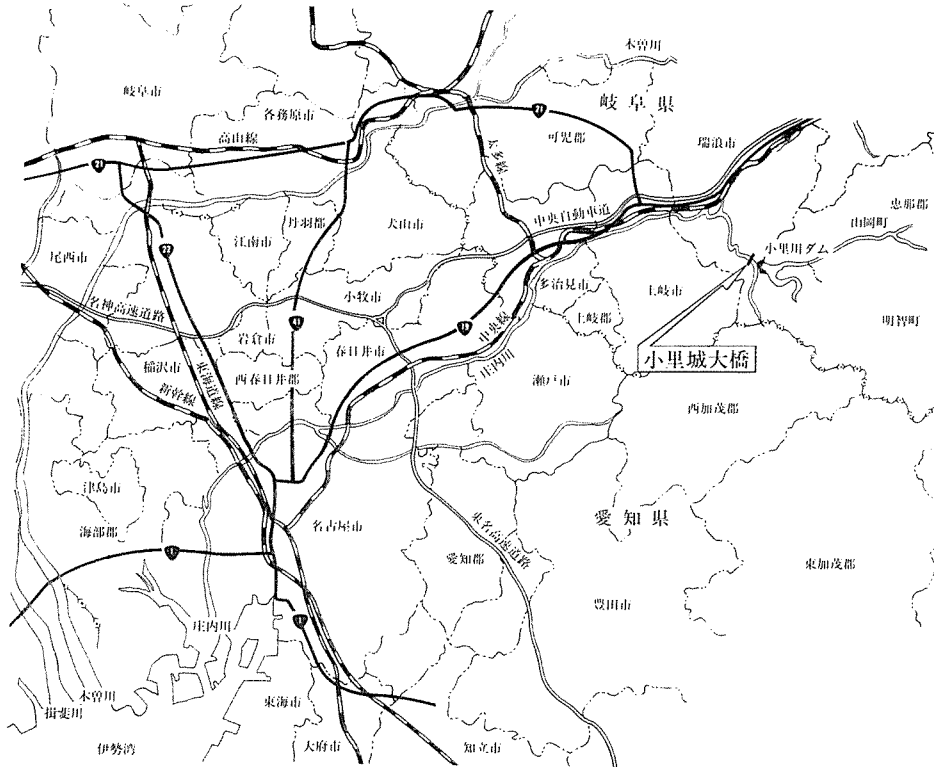 木曽川
岐阜市
岐阜県
各務原市
21
高山線
可児郡
瑞浪市
太多線
21
恵那郡
丹羽郡
犬山市
中央自動車道
山岡町
江南市
22
小里川ダム
尾西市
小牧市
多治見市
土岐市
名神高速道路
41
明智町
岩倉市
春日井市
19
中央線
土岐郡
小里城大橋
稲沢市
東海道線
西春日井郡
庄内川
瀬戸市
新幹線
西加茂郡
津島市
名古屋市
愛知県
海部郡
東名高速道路
1
愛知郡
東加茂郡
豊田市
庄内川
1
木曽川
東海市
揖斐川
伊勢湾
大府市
知立市